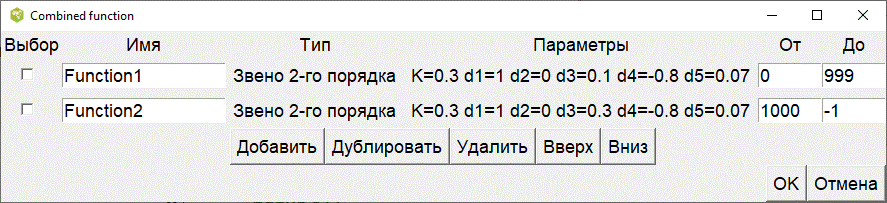 Combined function
Выбор Имя Тип Параметры От До
Function1 Звено 2-го порядка K=0.3 d1=1 d2=0 d3=0.1 d4=-0.8 d5=0.07 0 999
Function2 Звено 2-го порядка K=0.3 d1=1 d2=0 d3=0.3 d4=-0.8 d5=0.07 1000 -1
Добавить Дублировать Удалить Вверх Вниз
OK Отмена